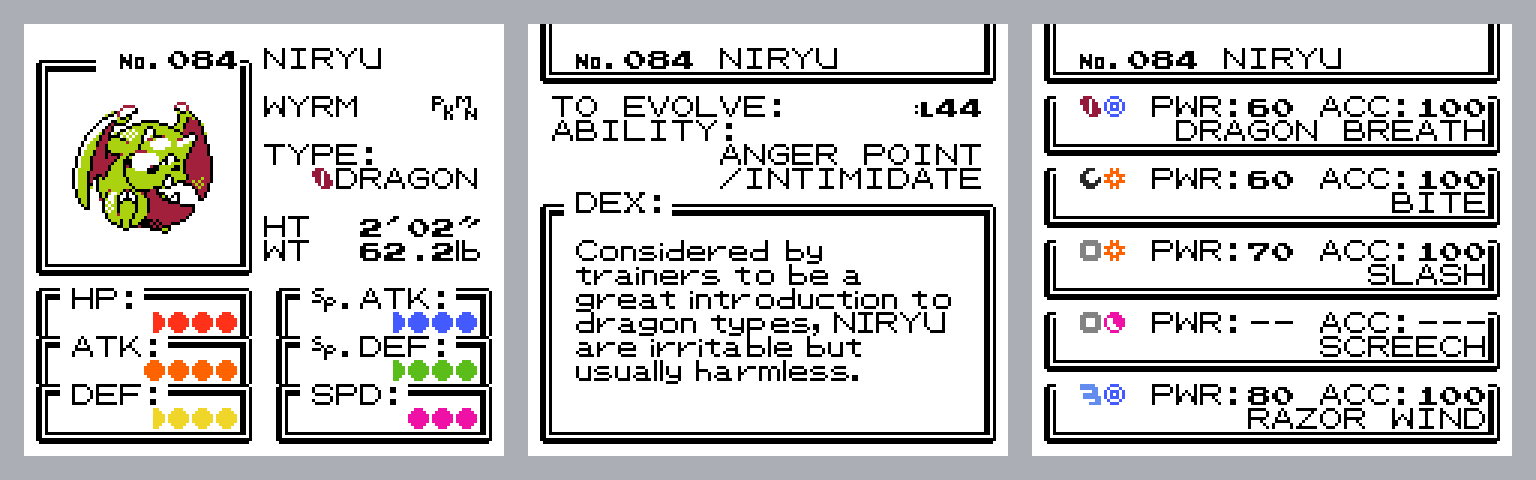 No.084 NIRYU
WYRM PKMN
TYPE:
DRAGON
HT 2'02"
WT 62.2lb
HP:
Sp.ATK:
ATK:
Sp.DEF:
DEF:
SPD:
No.084 NIRYU
TO EVOLVE: :L44
ABILITY:
ANGER POINT
/INTIMIDATE
DEX:
Considered by
trainers to be a
great introduction to
dragon types, NIRYU
are irritable but
usually harmless.
No.084 NIRYU
PWR:60 ACC:100
DRAGON BREATH
PWR:60 ACC:100
BITE
PWR:70 ACC:100
SLASH
PWR:-- ACC:---
SCREECH
PWR:80 ACC:100
RAZOR WIND